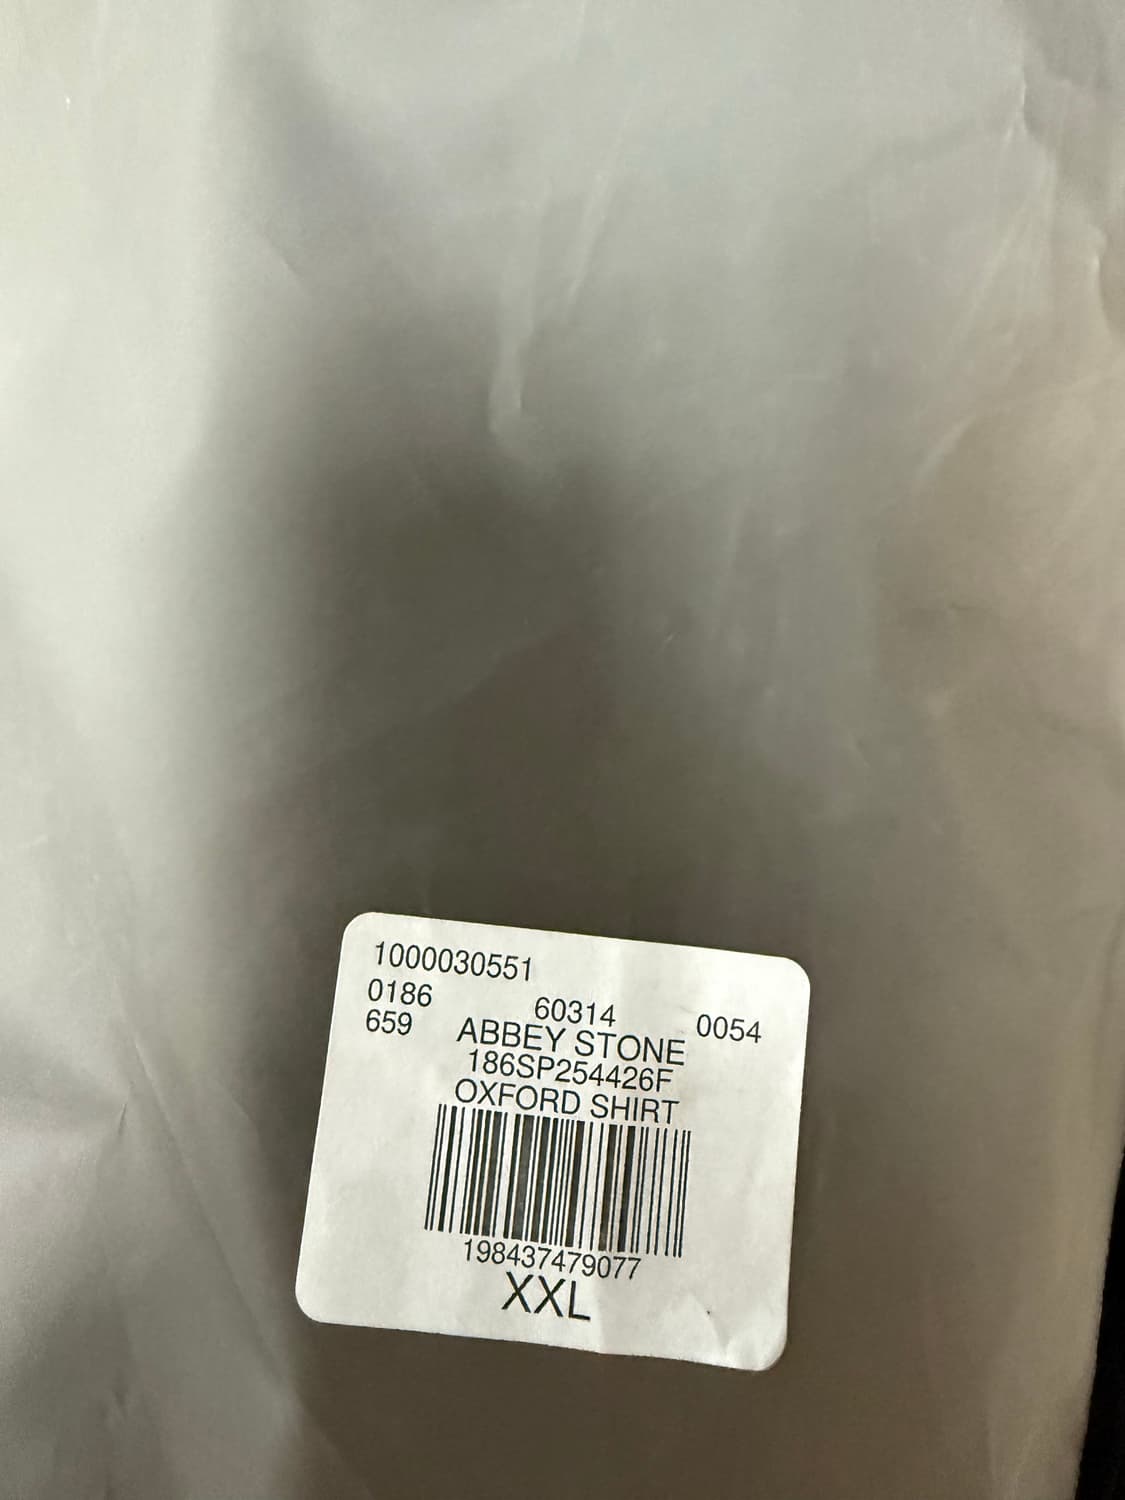 1000030551
0186 60314 0054
659 ABBEY STONE
186SP254426F
OXFORD SHIRT
198437479077
XXL